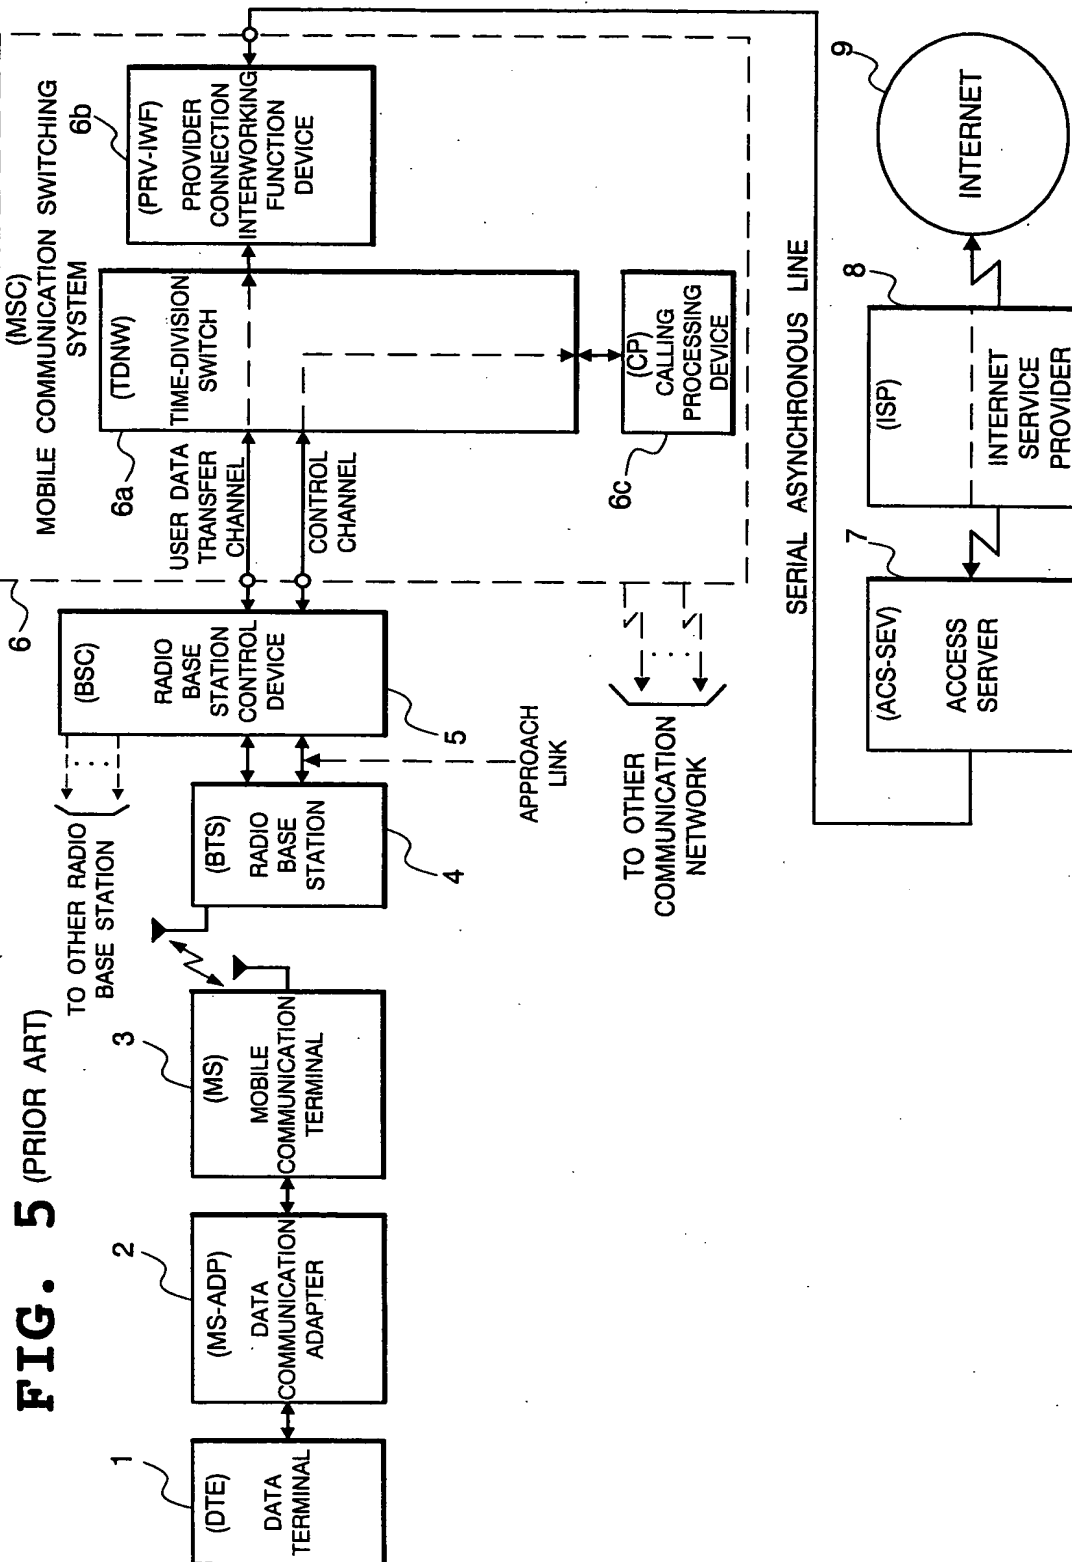 FIG. 5 (PRIOR ART)
1
(DTE)
DATA
TERMINAL
2
(MS-ADP)
DATA
COMMUNICATION
ADAPTER
3
(MS)
MOBILE
COMMUNICATION
TERMINAL
TO OTHER RADIO
BASE STATION
(BTS)
RADIO
BASE
STATION
4
(BSC)
RADIO
BASE
STATION
CONTROL
DEVICE
5
APPROACH
LINK
6
(MSC)
MOBILE COMMUNICATION SWITCHING
SYSTEM
USER DATA
TRANSFER
CHANNEL
CONTROL
CHANNEL
6a
(TDNW)
TIME-DIVISION
SWITCH
6b
(PRV-IWF)
PROVIDER
CONNECTION
INTERWORKING
FUNCTION
DEVICE
(CP)
CALLING
PROCESSING
DEVICE
6c
TO OTHER
COMMUNICATION
NETWORK
SERIAL ASYNCHRONOUS LINE
7
(ACS-SEV)
ACCESS
SERVER
8
(ISP)
INTERNET
SERVICE
PROVIDER
9
INTERNET